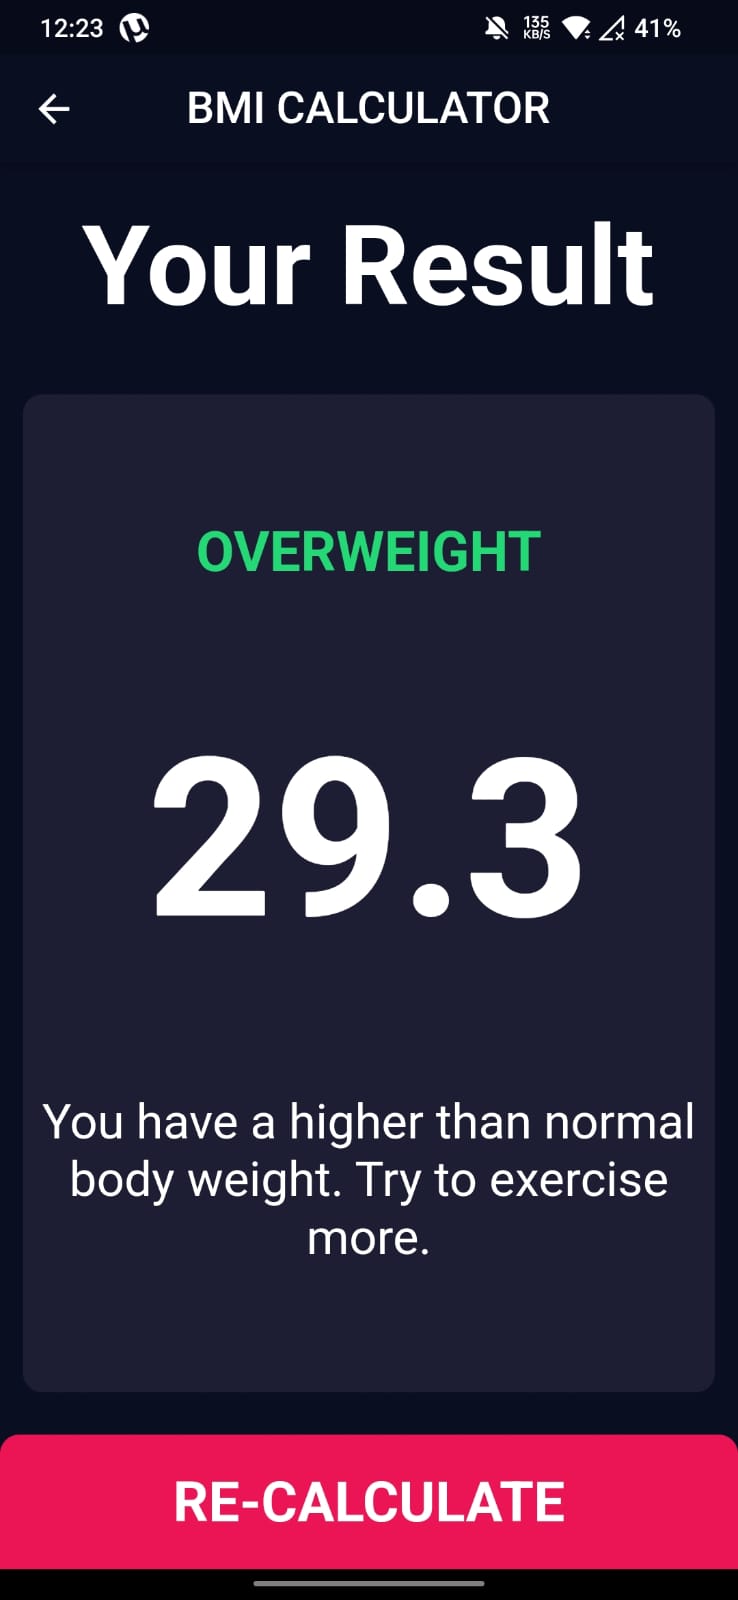 12:23 135 KB/S 41%
BMI CALCULATOR
Your Result
OVERWEIGHT
29.3
You have a higher than normal
body weight. Try to exercise
more.
RE-CALCULATE